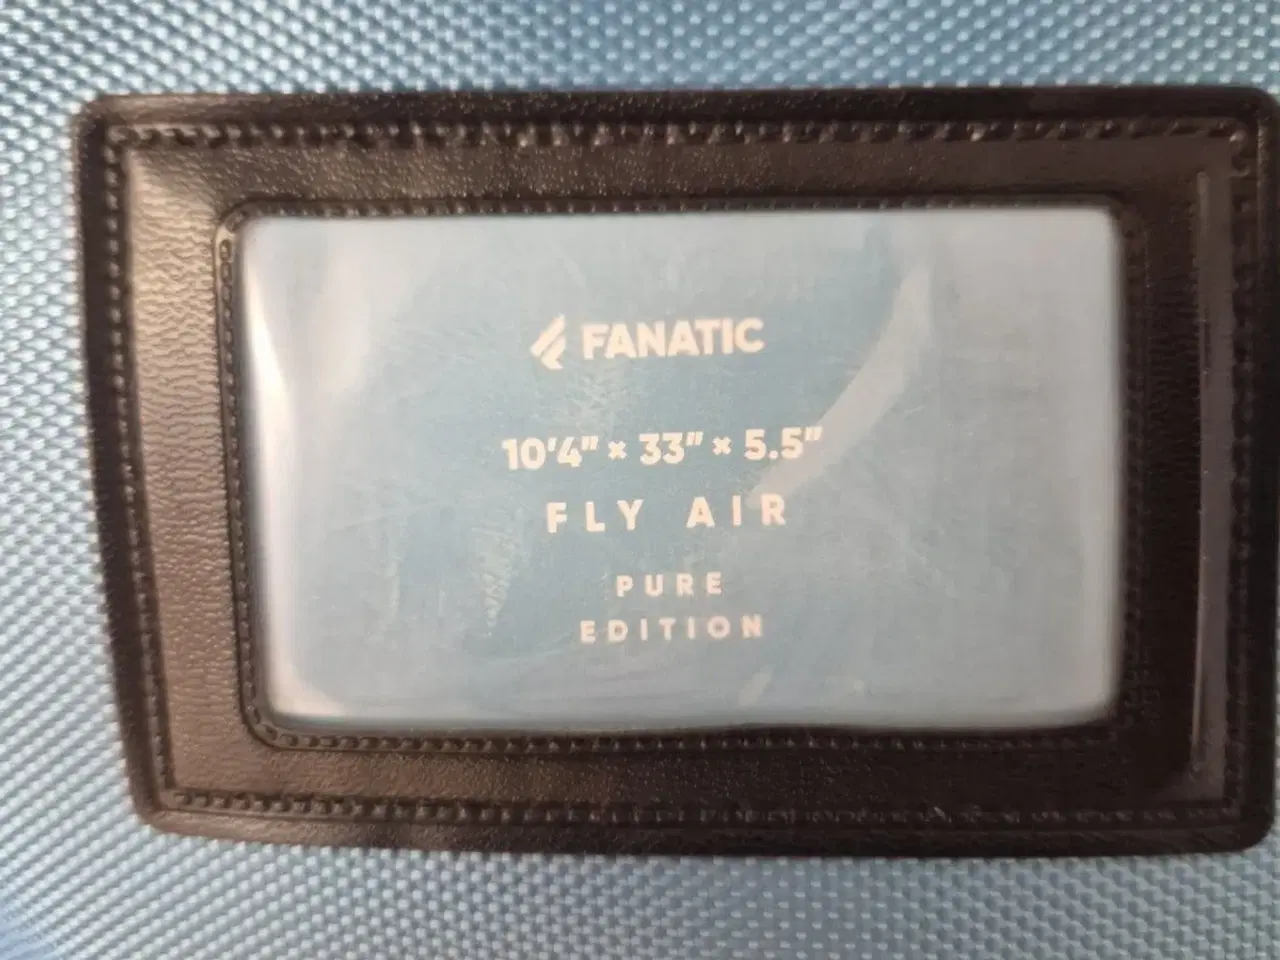 FANATIC
10'4" × 33" × 5.5"
FLY AIR
PURE
EDITION